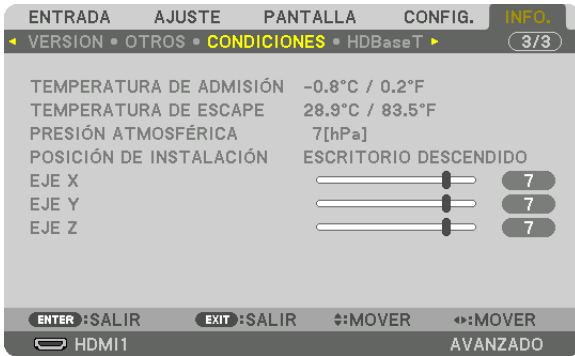 ENTRADA AJUSTE PANTALLA CONFIG. INFO.
VERSION • OTROS • CONDICIONES • HDBaseT 3/3
TEMPERATURA DE ADMISIÓN -0.8°C / 0.2°F
TEMPERATURA DE ESCAPE 28.9°C / 83.5°F
PRESIÓN ATMOSFÉRICA 7[hPa]
POSICIÓN DE INSTALACIÓN ESCRITORIO DESCENDIDO
EJE X 7
EJE Y 7
EJE Z 7
ENTER :SALIR EXIT :SALIR :MOVER :MOVER
HDMI1 AVANZADO